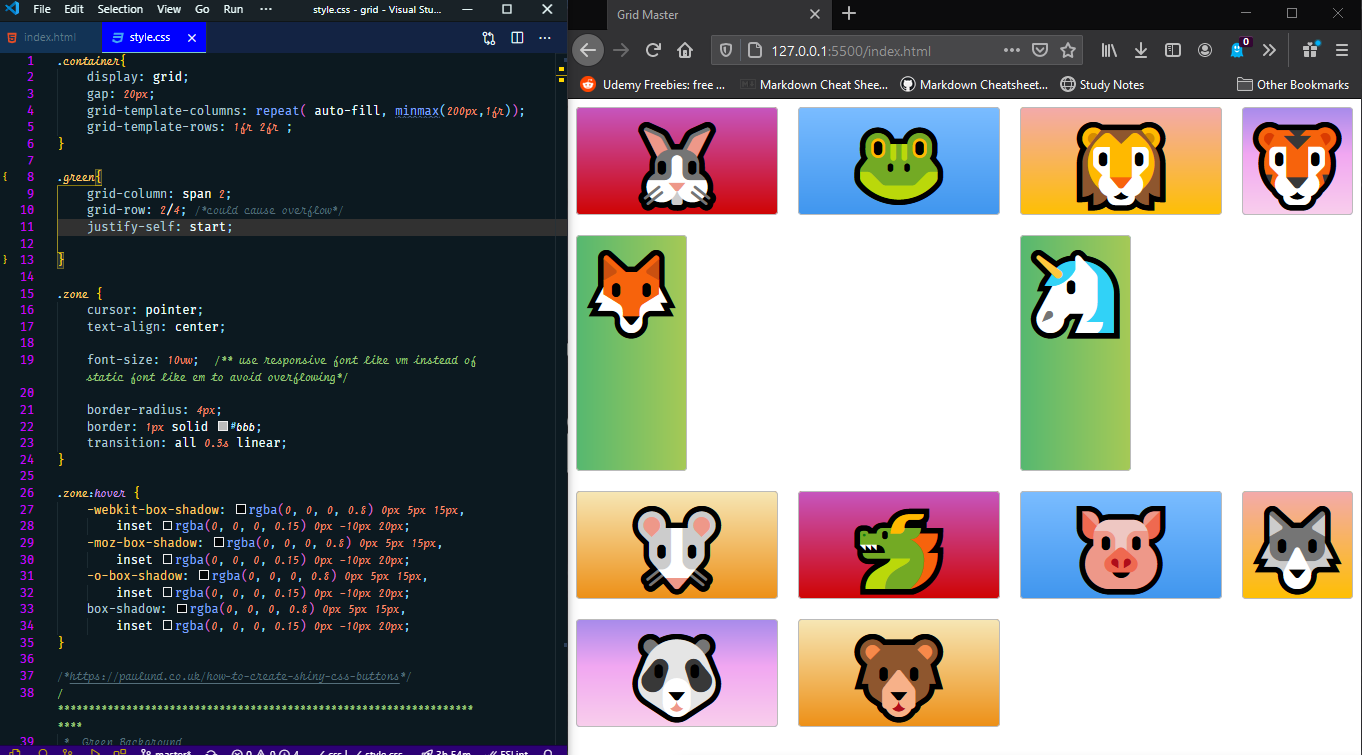 File Edit Selection View Go Run ··· style.css - grid - Visual Stu...
index.html style.css
1 .container{
2 display: grid;
3 gap: 20px;
4 grid-template-columns: repeat( auto-fill, minmax(200px,1fr));
5 grid-template-rows: 1fr 2fr ;
6 }
7
8 .green{
9 grid-column: span 2;
10 grid-row: 2/4; /*could cause overflow*/
11 justify-self: start;
12
13 }
14
15 .zone {
16 cursor: pointer;
17 text-align: center;
18
19 font-size: 10vw; /** use responsive font like vm instead of
static font like em to avoid overflowing*/
20
21 border-radius: 4px;
22 border: 1px solid #bbb;
23 transition: all 0.3s linear;
24 }
25
26 .zone:hover {
27 -webkit-box-shadow: rgba(0, 0, 0, 0.8) 0px 5px 15px,
28 inset rgba(0, 0, 0, 0.15) 0px -10px 20px;
29 -moz-box-shadow: rgba(0, 0, 0, 0.8) 0px 5px 15px,
30 inset rgba(0, 0, 0, 0.15) 0px -10px 20px;
31 -o-box-shadow: rgba(0, 0, 0, 0.8) 0px 5px 15px,
32 inset rgba(0, 0, 0, 0.15) 0px -10px 20px;
33 box-shadow: rgba(0, 0, 0, 0.8) 0px 5px 15px,
34 inset rgba(0, 0, 0, 0.15) 0px -10px 20px;
35 }
36
37 /*https://paulund.co.uk/how-to-create-shiny-css-buttons*/
38 /
*******************************************************************
****
39 * Green Background
master* 0 0 4 css | style.css 3h 54m ESLint
Grid Master
127.0.0.1:5500/index.html
0
Udemy Freebies: free ... Markdown Cheat Shee... Markdown Cheatsheet... Study Notes Other Bookmarks